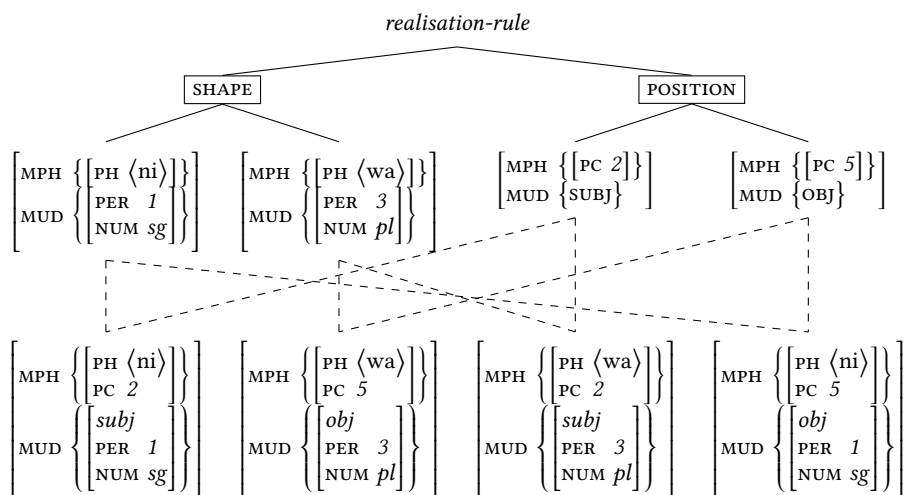 realisation-rule
SHAPE POSITION
[MPH {[PH ⟨ni⟩]} MUD {[PER 1 NUM sg]}]
[MPH {[PH ⟨wa⟩]} MUD {[PER 3 NUM pl]}]
[MPH {[PC 2]} MUD {SUBJ}]
[MPH {[PC 5]} MUD {OBJ}]
[MPH {[PH ⟨ni⟩ PC 2]} MUD {[subj PER 1 NUM sg]}]
[MPH {[PH ⟨wa⟩ PC 5]} MUD {[obj PER 3 NUM pl]}]
[MPH {[PH ⟨wa⟩ PC 2]} MUD {[subj PER 3 NUM pl]}]
[MPH {[PH ⟨ni⟩ PC 5]} MUD {[obj PER 1 NUM sg]}]